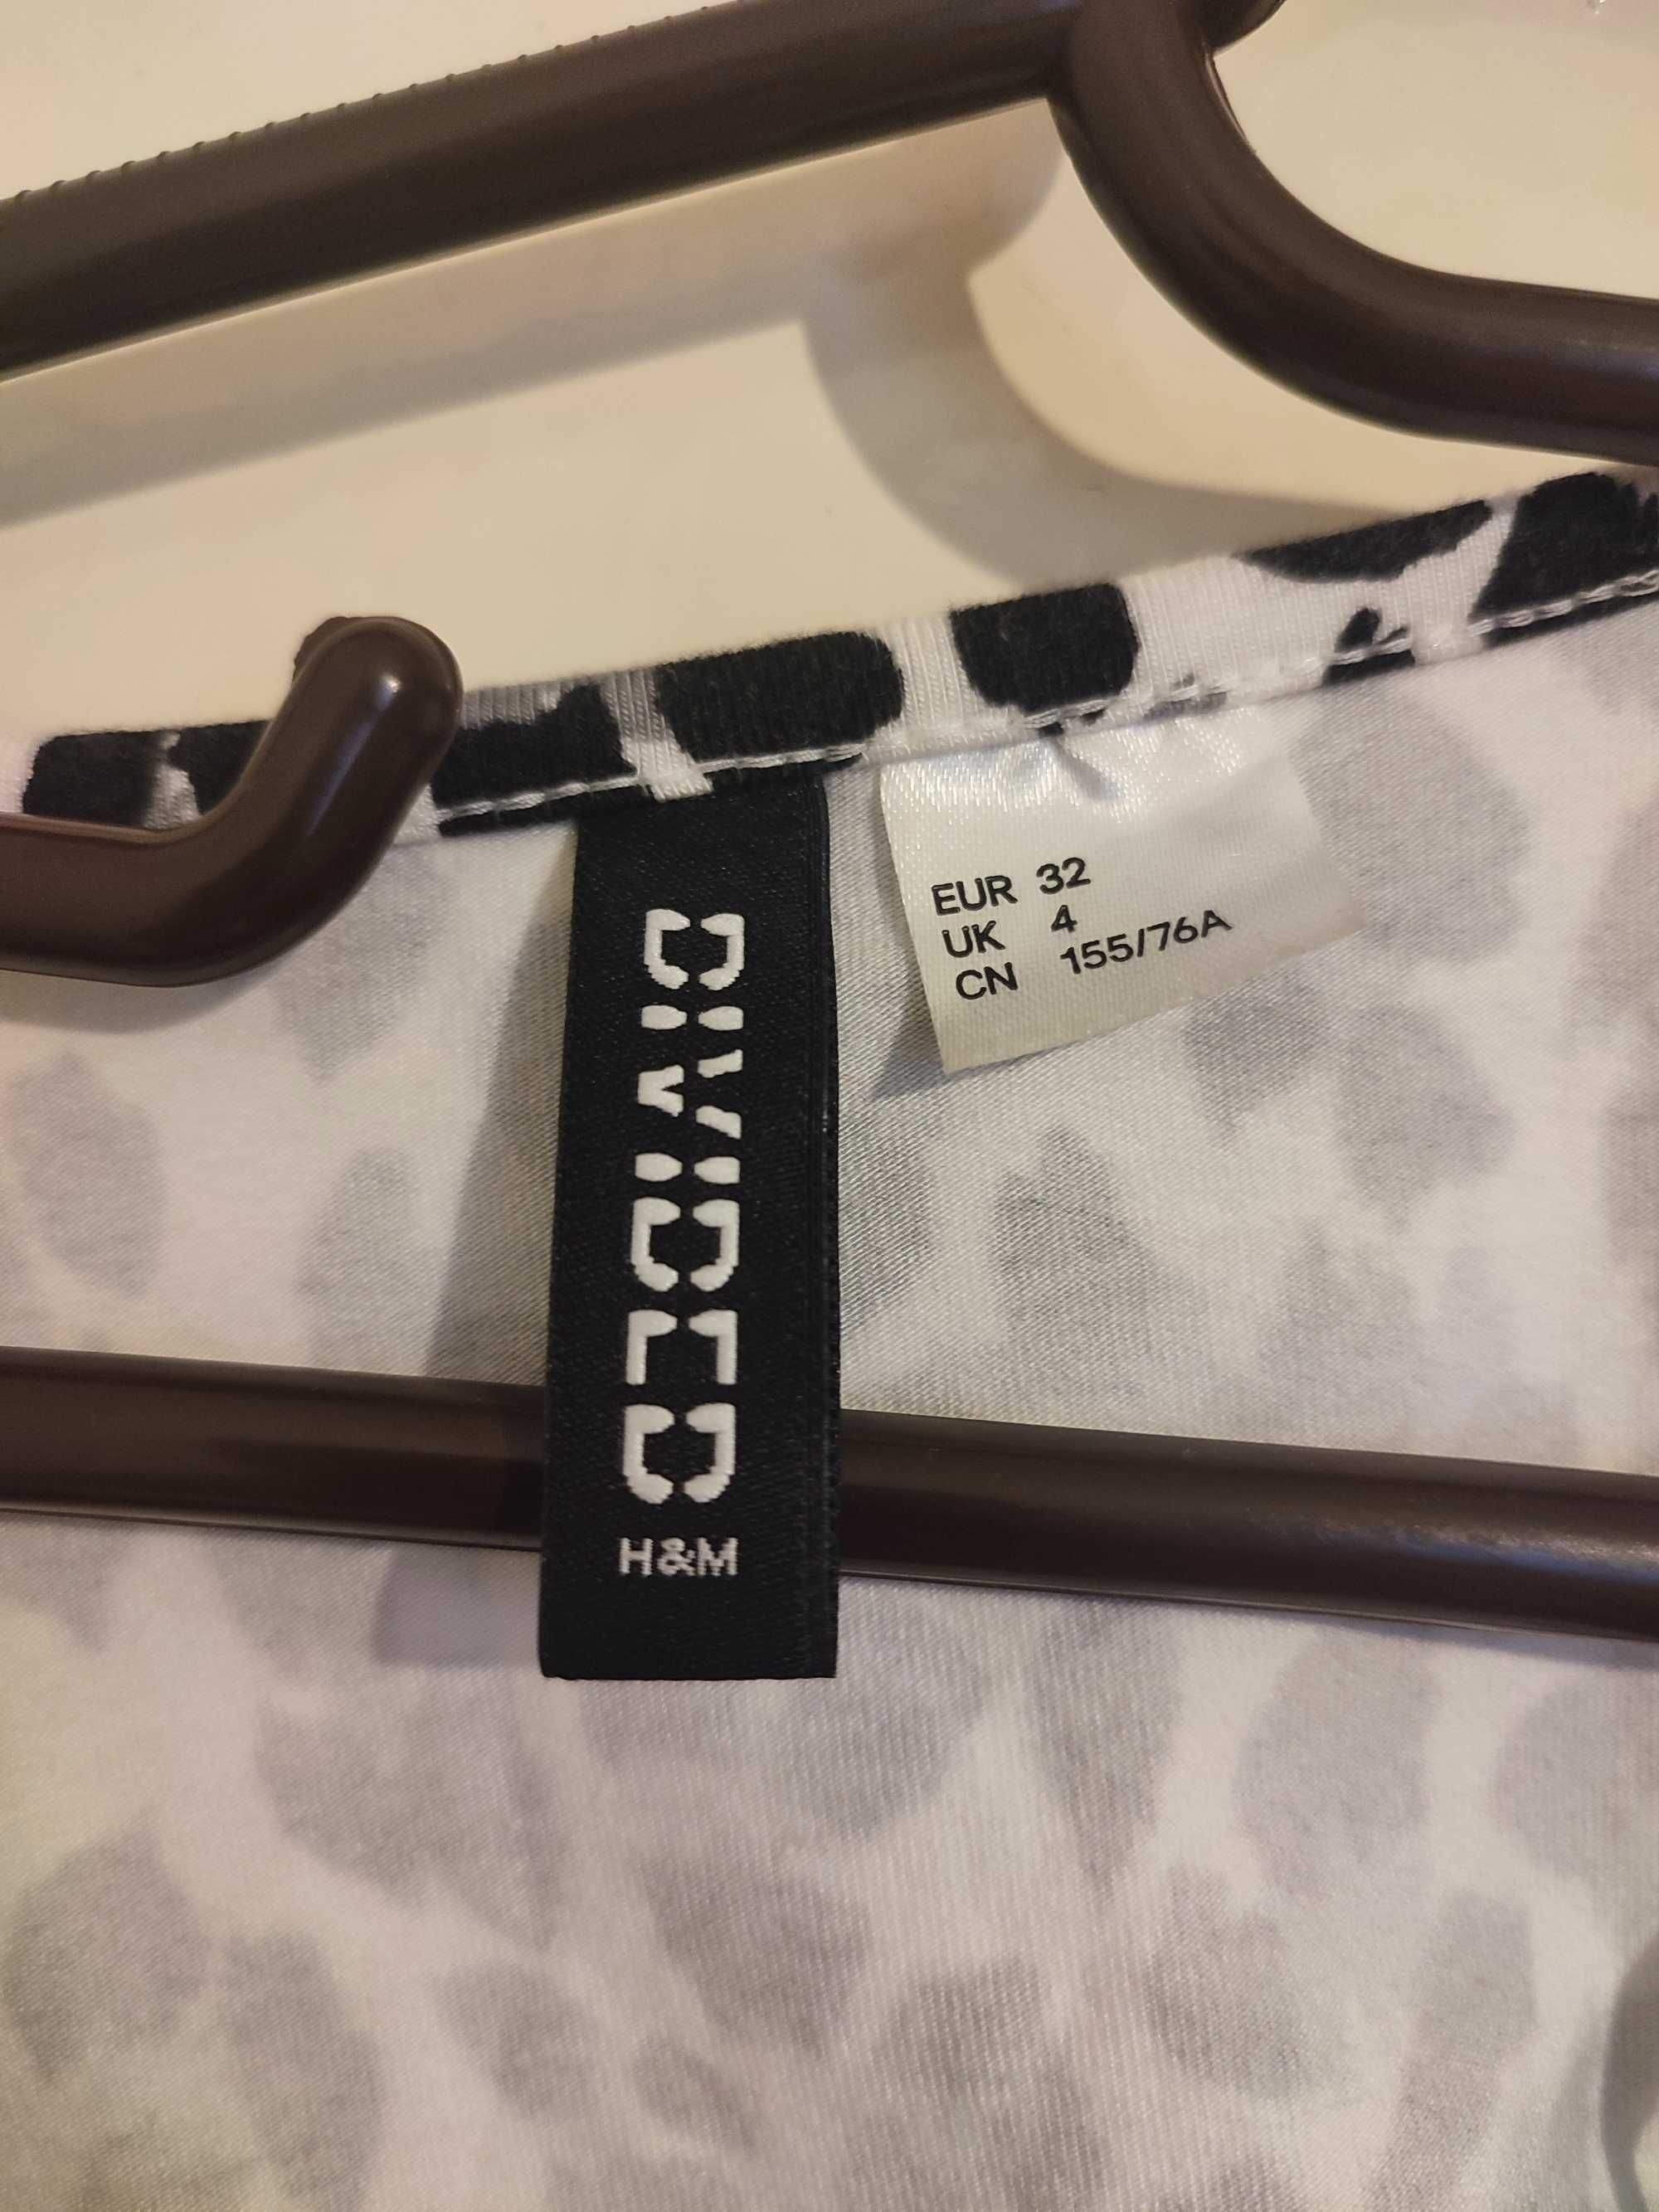 DIVIDED
H&M
EUR 32
UK 4
CN 155/76A